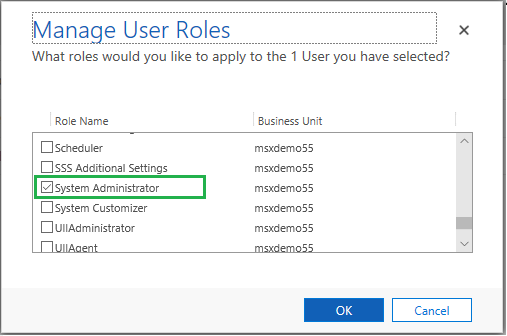 Manage User Roles
What roles would you like to apply to the 1 User you have selected?
Role Name Business Unit
Scheduler msxdemo55
SSS Additional Settings msxdemo55
System Administrator msxdemo55
System Customizer msxdemo55
UIIAdministrator msxdemo55
UIIAgent msxdemo55
OK Cancel